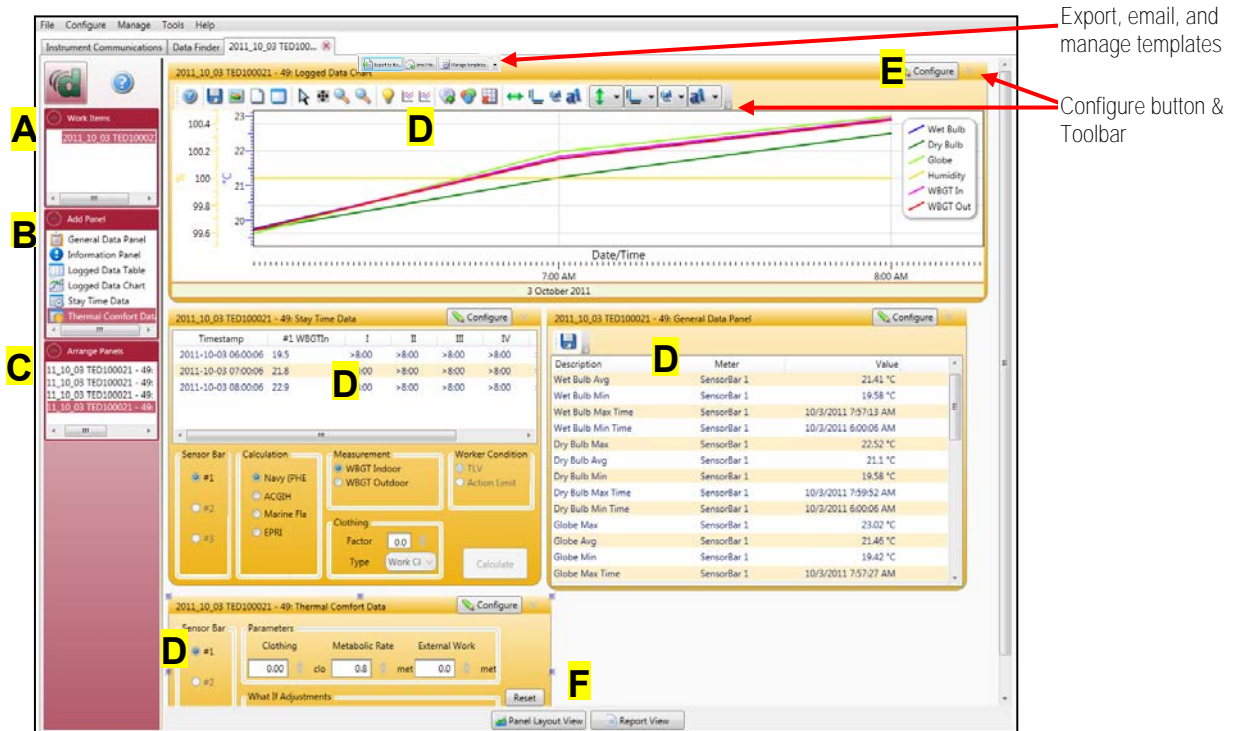 Export, email, and
manage templates
File Configure Manage Tools Help
Instrument Communications Data Finder 2011_10_03 TED100...
Manage templates
2011_10_03 TED100021 - 49: Logged Data Chart
E
Configure
Configure button &
Toolbar
A
Work Items
2011_10_03 TED100021
D
100.4
100.2
100
99.8
99.6
%
°C
23
22
21
20
Wet Bulb
Dry Bulb
Globe
Humidity
WBGT In
WBGT Out
Date/Time
7:00 AM
8:00 AM
3 October 2011
B
Add Panel
General Data Panel
Information Panel
Logged Data Table
Logged Data Chart
Stay Time Data
Thermal Comfort Data
C
Arrange Panels
11_10_03 TED100021 - 49:
11_10_03 TED100021 - 49:
11_10_03 TED100021 - 49:
11_10_03 TED100021 - 49:
2011_10_03 TED100021 - 49: Stay Time Data
Configure
Timestamp #1 WBGTIn I II III IV
2011-10-03 06:00:06 19.5 >8:00 >8:00 >8:00 >8:00
2011-10-03 07:00:06 21.8 :00 >8:00 >8:00 >8:00
2011-10-03 08:00:06 22.9 :00 >8:00 >8:00 >8:00
D
Sensor Bar
#1
#2
#3
Calculation
Navy (PHE
ACGIH
Marine Fla
EPRI
Measurement
WBGT Indoor
WBGT Outdoor
Worker Condition
TLV
Action Limit
Clothing
Factor 0.0
Type Work Cl
Calculate
2011_10_03 TED100021 - 49: General Data Panel
Configure
D
Description Meter Value
Wet Bulb Avg SensorBar 1 21.41 °C
Wet Bulb Min SensorBar 1 19.58 °C
Wet Bulb Max Time SensorBar 1 10/3/2011 7:57:13 AM
Wet Bulb Min Time SensorBar 1 10/3/2011 6:00:06 AM
Dry Bulb Max SensorBar 1 22.52 °C
Dry Bulb Avg SensorBar 1 21.1 °C
Dry Bulb Min SensorBar 1 19.58 °C
Dry Bulb Max Time SensorBar 1 10/3/2011 7:59:52 AM
Dry Bulb Min Time SensorBar 1 10/3/2011 6:00:06 AM
Globe Max SensorBar 1 23.02 °C
Globe Avg SensorBar 1 21.46 °C
Globe Min SensorBar 1 19.42 °C
Globe Max Time SensorBar 1 10/3/2011 7:57:27 AM
2011_10_03 TED100021 - 49: Thermal Comfort Data
Configure
Sensor Bar
D
#1
#2
Parameters
Clothing Metabolic Rate External Work
0.00 clo 0.8 met 0.0 met
What If Adjustments
Reset
F
Panel Layout View
Report View